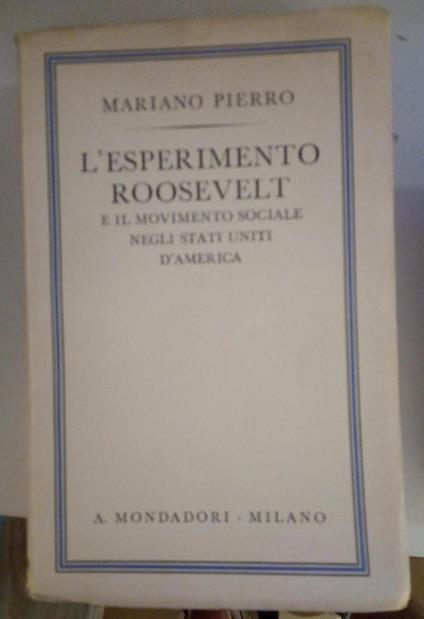 MARIANO PIERRO
L'ESPERIMENTO
ROOSEVELT
E IL MOVIMENTO SOCIALE
NEGLI STATI UNITI
D'AMERICA
A. MONDADORI - MILANO